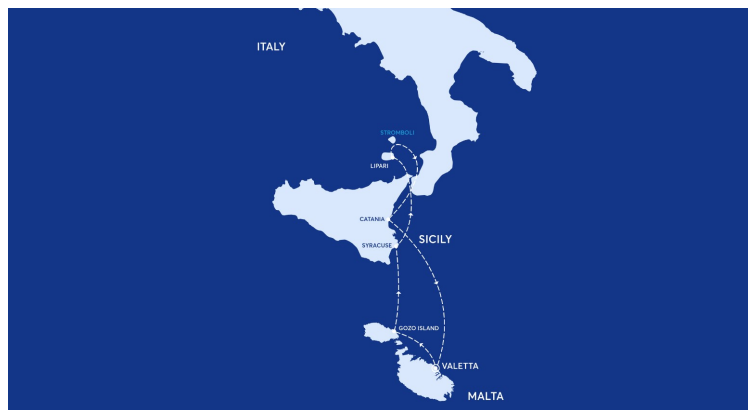 ITALY
STROMBOLI
LIPARI
CATANIA
SICILY
SYRACUSE
GOZO ISLAND
VALETTA
MALTA